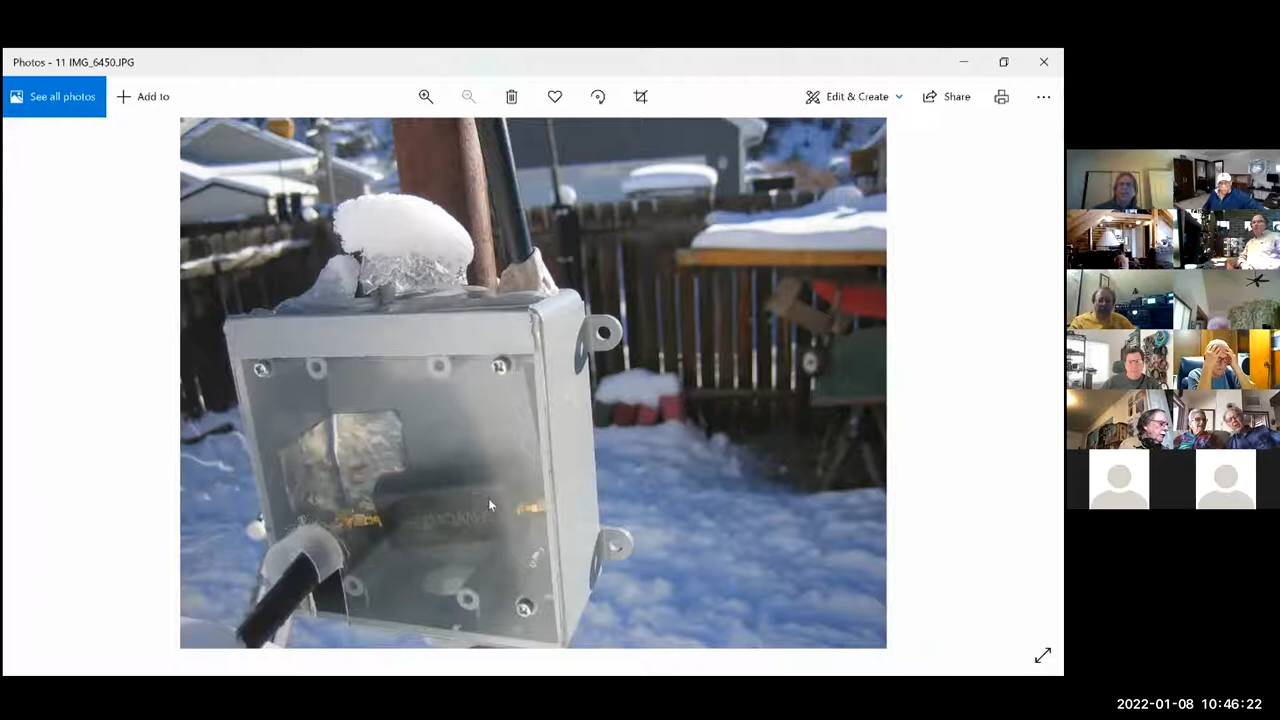 Photos - 11 IMG_6450.JPG
See all photos
Add to
Edit & Create
Share
2022-01-08 10:46:22